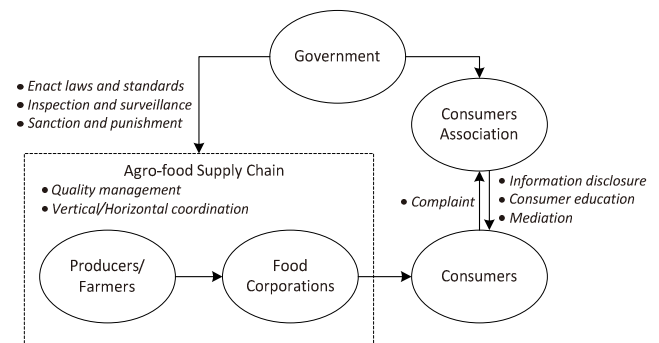 Government
• Enact laws and standards
• Inspection and surveillance
• Sanction and punishment
Consumers
Association
Agro-food Supply Chain
• Quality management
• Vertical/Horizontal coordination
• Complaint
• Information disclosure
• Consumer education
• Mediation
Producers/
Farmers
Food
Corporations
Consumers